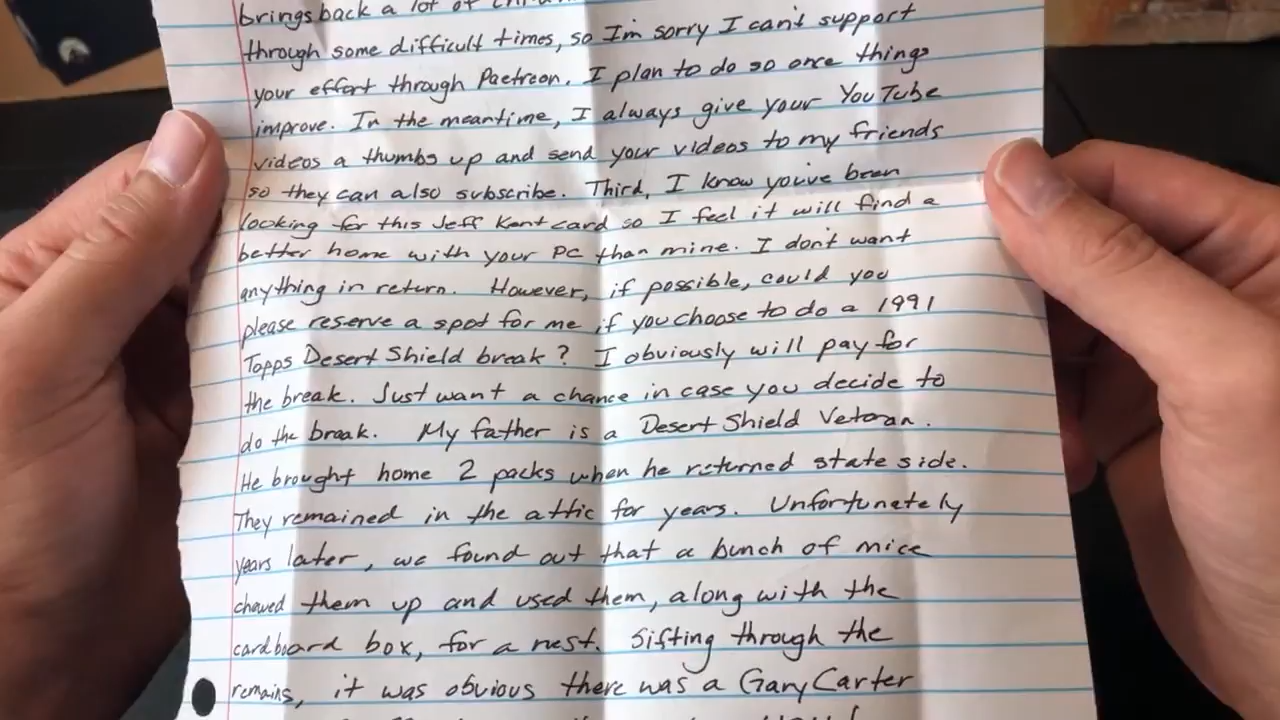 brings back a lot of
through some difficult times, so I'm sorry I can't support
your effort through Paetreon. I plan to do so once things
improve. In the meantime, I always give your YouTube
videos a thumbs up and send your videos to my friends
so they can also subscribe. Third, I know you've been
looking for this Jeff Kent card so I feel it will find a
better home with your PC than mine. I don't want
anything in return. However, if possible, could you
please reserve a spot for me if you choose to do a 1991
Topps Desert Shield break? I obviously will pay for
the break. Just want a chance in case you decide to
do the break. My father is a Desert Shield Veteran.
He brought home 2 packs when he returned state side.
They remained in the attic for years. Unfortunately
years later, we found out that a bunch of mice
chewed them up and used them, along with the
cardboard box, for a nest. Sifting through the
remains, it was obvious there was a Gary Carter